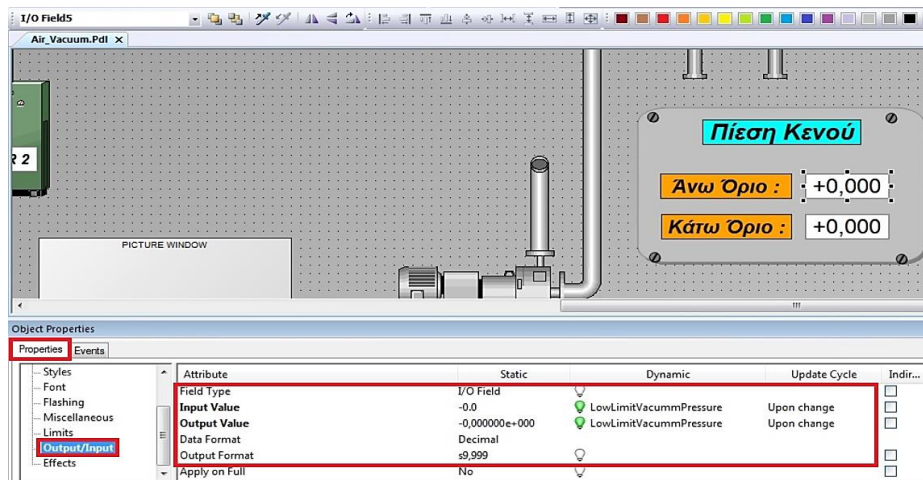 I/O Field5
Air_Vacuum.Pdl X
R 2
Πίεση Κενού
Άνω Όριο : +0,000
Κάτω Όριο : +0,000
PICTURE WINDOW
Object Properties
Properties Events
Styles
Font
Flashing
Miscellaneous
Limits
Output/Input
Effects
Attribute Static Dynamic Update Cycle Indir...
Field Type I/O Field
Input Value -0.0 LowLimitVacummPressure Upon change
Output Value -0,000000e+000 LowLimitVacummPressure Upon change
Data Format Decimal
Output Format s9,999
Apply on Full No